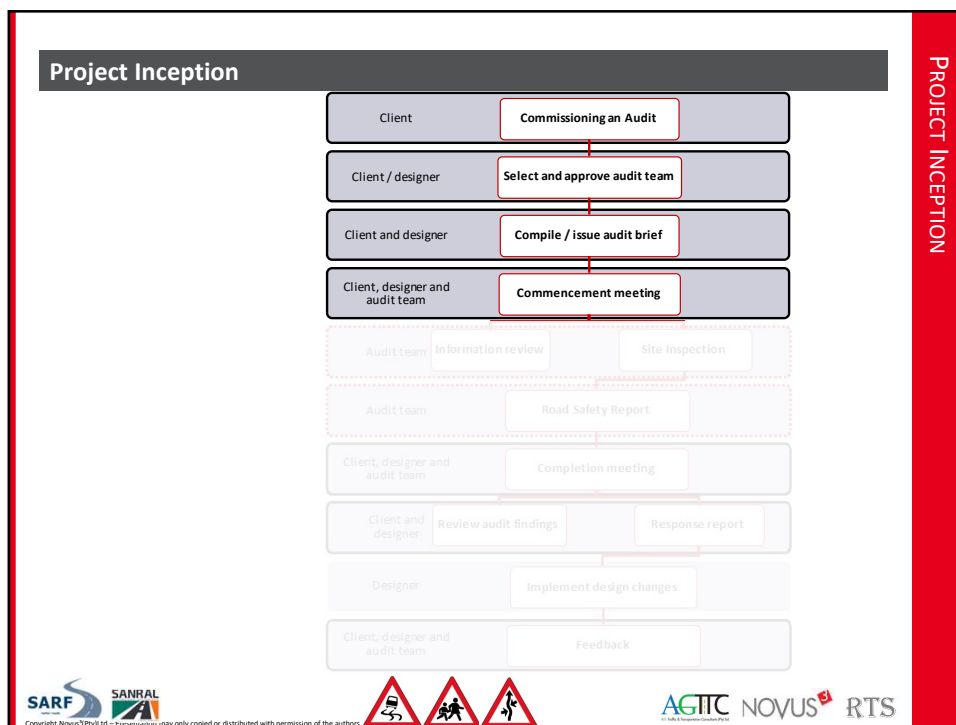 Project Inception
PROJECT INCEPTION
Client
Commissioning an Audit
Client / designer
Select and approve audit team
Client and designer
Compile / issue audit brief
Client, designer and
audit team
Commencement meeting
Audit team
Information review
Site Inspection
Audit team
Road Safety Report
Client, designer and
audit team
Completion meeting
Client and
designer
Review audit findings
Response report
Designer
Implement design changes
Client, designer and
audit team
Feedback
SARF
SANRAL
AGTTC
NOVUS3
RTS
may only copied or distributed with permission of the authors